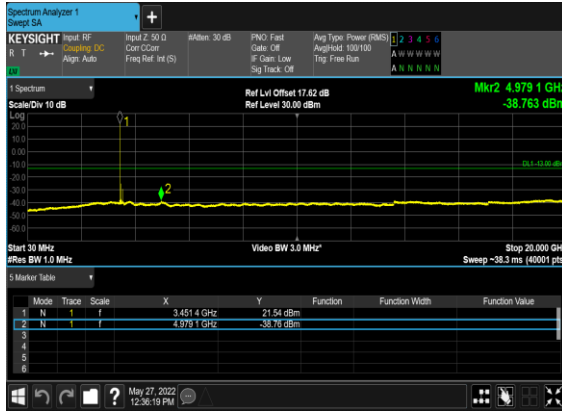 Spectrum Analyzer 1
Swept SA
+
KEYSIGHT Input: RF Input Z: 50 Ω #Atten: 30 dB PNO: Fast Avg Type: Power (RMS) 1 2 3 4 5 6
R T Coupling: DC Corr CCorr Gate: Off Avg|Hold: 100/100 A W W W W W
Align: Auto Freq Ref: Int (S) IF Gain: Low Trig: Free Run
Sig Track: Off A N N N N N
LU
1 Spectrum Ref Lvl Offset 17.62 dB Mkr2 4.979 1 GHz
Scale/Div 10 dB Ref Level 30.00 dBm -38.763 dBm
Log
20.0
10.0
0.00
-10.0
DL1 -13.00 dBm
-20.0
-30.0
-40.0
-50.0
-60.0
1
2
Start 30 MHz Video BW 3.0 MHz* Stop 20.000 GHz
#Res BW 1.0 MHz Sweep ~38.3 ms (40001 pts)
5 Marker Table
Mode Trace Scale X Y Function Function Width Function Value
1 N 1 f 3.451 4 GHz 21.54 dBm
2 N 1 f 4.979 1 GHz -38.76 dBm
3
4
5
6
? May 27, 2022
12:36:19 PM